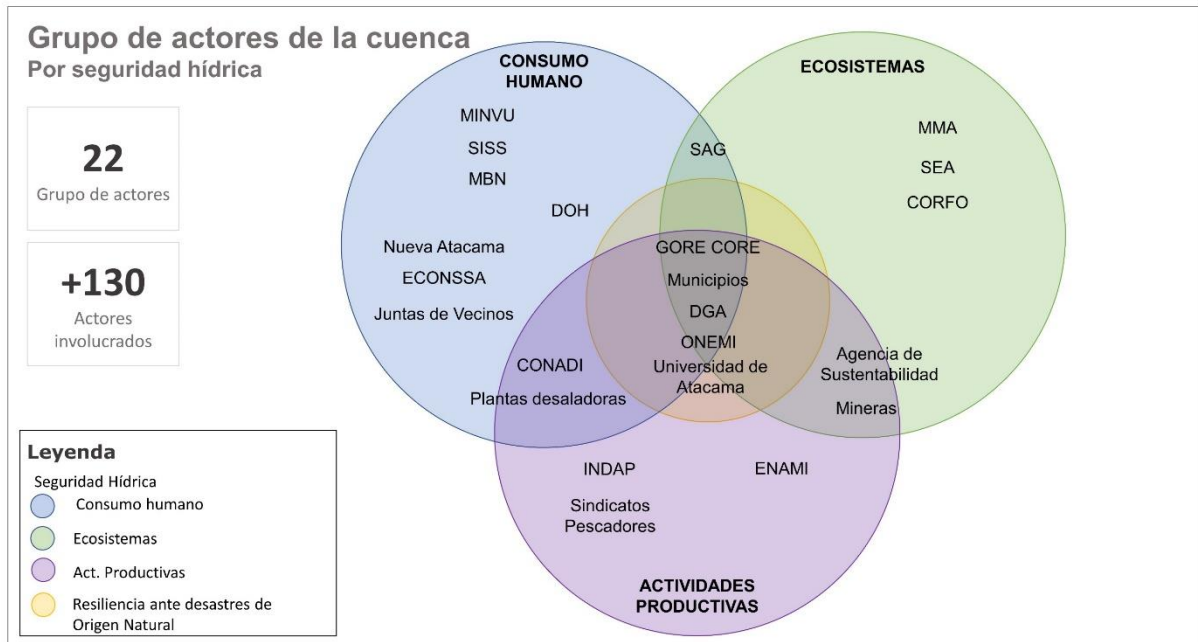 Grupo de actores de la cuenca
Por seguridad hídrica
22
Grupo de actores
+130
Actores
involucrados
CONSUMO
HUMANO
ECOSISTEMAS
MINVU
SISS
MBN
DOH
Nueva Atacama
ECONSSA
Juntas de Vecinos
SAG
MMA
SEA
CORFO
GORE CORE
Municipios
DGA
ONEMI
Universidad de
Atacama
CONADI
Plantas desaladoras
Agencia de
Sustentabilidad
Mineras
INDAP
ENAMI
Sindicatos
Pescadores
ACTIVIDADES
PRODUCTIVAS
Leyenda
Seguridad Hídrica
Consumo humano
Ecosistemas
Act. Productivas
Resiliencia ante desastres de
Origen Natural